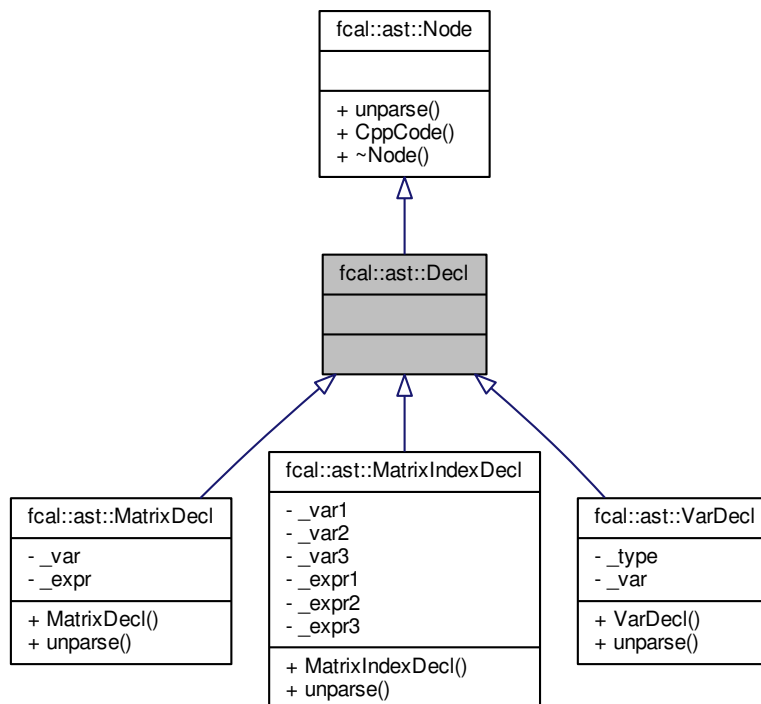 fcal::ast::Node
+ unparse()
+ CppCode()
+ ~Node()
fcal::ast::Decl
fcal::ast::MatrixDecl
- _var
- _expr
+ MatrixDecl()
+ unparse()
fcal::ast::MatrixIndexDecl
- _var1
- _var2
- _var3
- _expr1
- _expr2
- _expr3
+ MatrixIndexDecl()
+ unparse()
fcal::ast::VarDecl
- _type
- _var
+ VarDecl()
+ unparse()